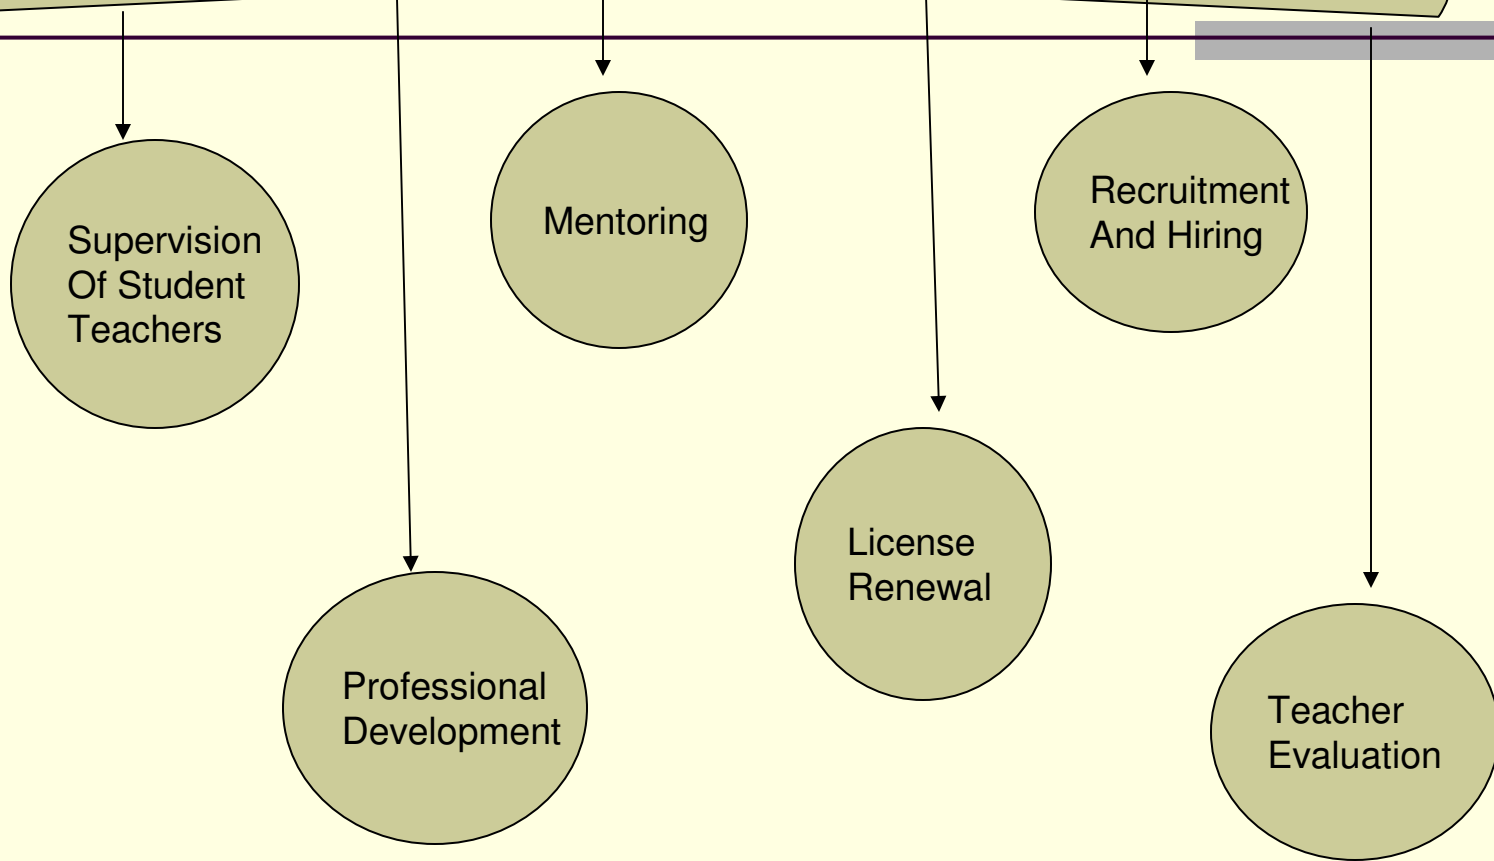 Supervision
Of Student
Teachers
Mentoring
Recruitment
And Hiring
License
Renewal
Professional
Development
Teacher
Evaluation